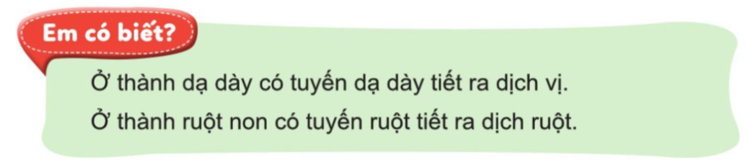 Em có biết?
Ở thành dạ dày có tuyến dạ dày tiết ra dịch vị.
Ở thành ruột non có tuyến ruột tiết ra dịch ruột.